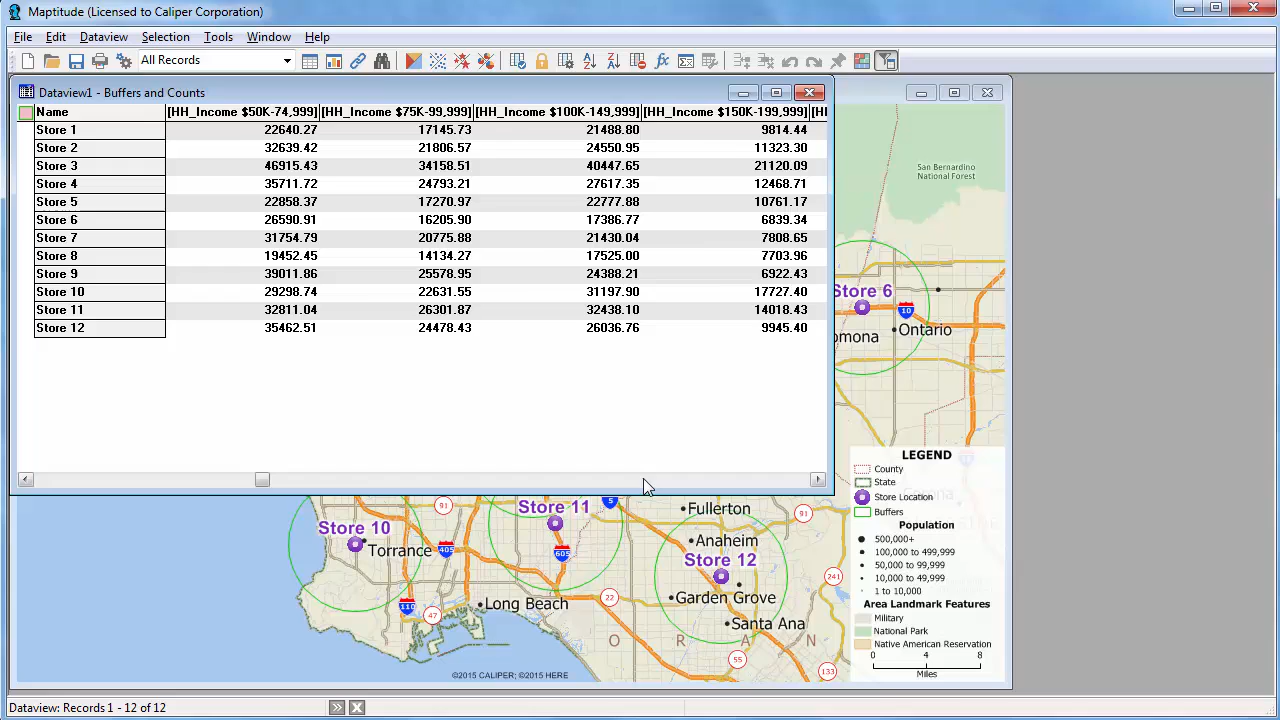 Maptitude (Licensed to Caliper Corporation)
File Edit Dataview Selection Tools Window Help
All Records
Dataview1 - Buffers and Counts
Name [HH_Income $50K-74,999] [HH_Income $75K-99,999] [HH_Income $100K-149,999] [HH_Income $150K-199,999] [H
Store 1 22640.27 17145.73 21488.80 9814.44
Store 2 32639.42 21806.57 24550.95 11323.30
Store 3 46915.43 34158.51 40447.65 21120.09
Store 4 35711.72 24793.21 27617.35 12468.71
Store 5 22858.37 17270.97 22777.88 10761.17
Store 6 26590.91 16205.90 17386.77 6839.34
Store 7 31754.79 20775.88 21430.04 7808.65
Store 8 19452.45 14134.27 17525.00 7703.96
Store 9 39011.86 25578.95 24388.21 6922.43
Store 10 29298.74 22631.55 31197.90 17727.40
Store 11 32811.04 26301.87 32438.10 14018.43
Store 12 35462.51 24478.43 26036.76 9945.40
San Bernardino
National Forest
Store 6
10
Ontario
omona
91
5
Fullerton
91
Store 11
Store 10
Anaheim
Torrance
405
605
Store 12
241
110
47
22
Garden Grove
Long Beach
Santa Ana
O R A N
55
133
©2015 CALIPER; ©2015 HERE
LEGEND
County
State
Store Location
Buffers
Population
500,000+
100,000 to 499,999
50,000 to 99,999
10,000 to 49,999
1 to 10,000
Area Landmark Features
Military
National Park
Native American Reservation
0 4 8
Miles
Dataview: Records 1 - 12 of 12